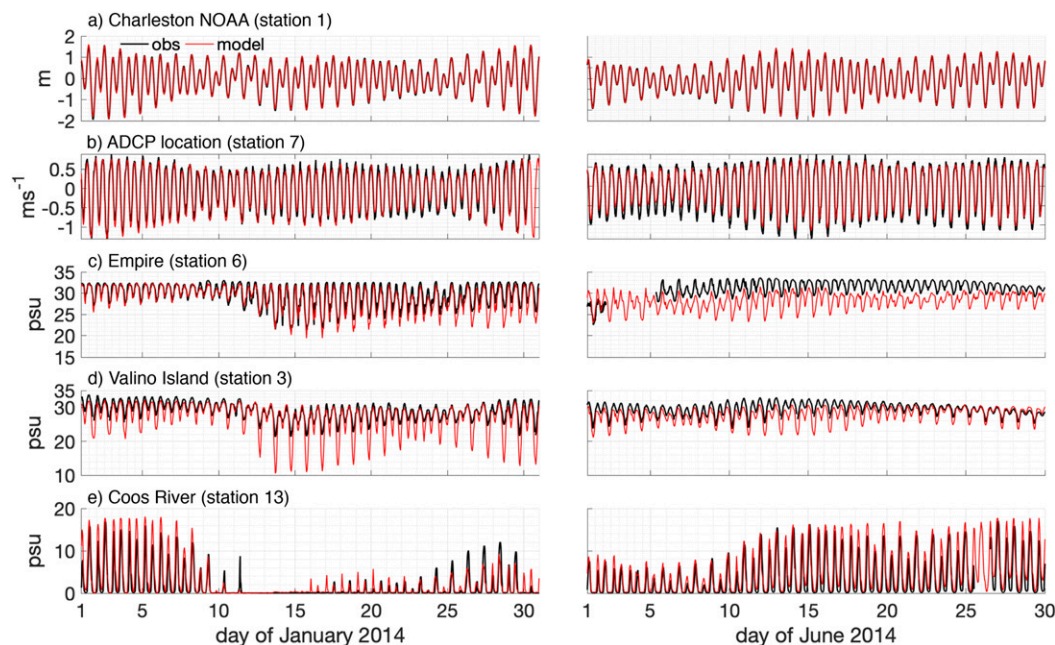 a) Charleston NOAA (station 1)
obs model
2
1
0
-1
-2
m
b) ADCP location (station 7)
0.5
0
-0.5
-1
ms-1
c) Empire (station 6)
35
30
25
20
15
psu
d) Valino Island (station 3)
35
30
20
10
psu
e) Coos River (station 13)
20
10
0
psu
1 5 10 15 20 25 30
1 5 10 15 20 25 30
day of January 2014
day of June 2014